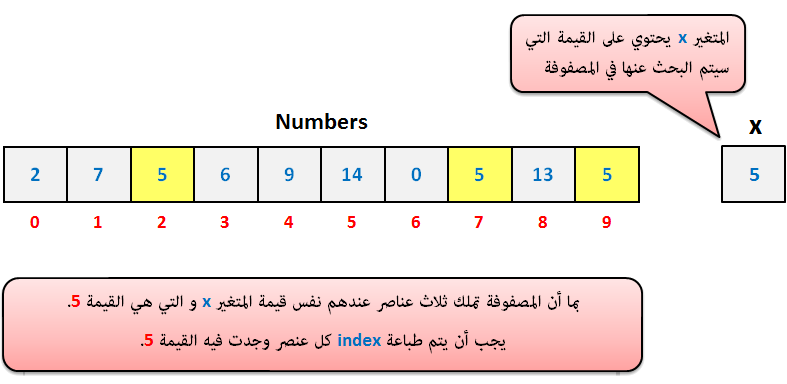 المتغير x يحتوي على القيمة التي
سيتم البحث عنها في المصفوفة
Numbers
x
2 7 5 6 9 14 0 5 13 5
5
0 1 2 3 4 5 6 7 8 9
بما أن المصفوفة تملك ثلاث عناصر عندهم نفس قيمة المتغير x و التي هي القيمة 5.
يجب أن يتم طباعة index كل عنصر وجدت فيه القيمة 5.